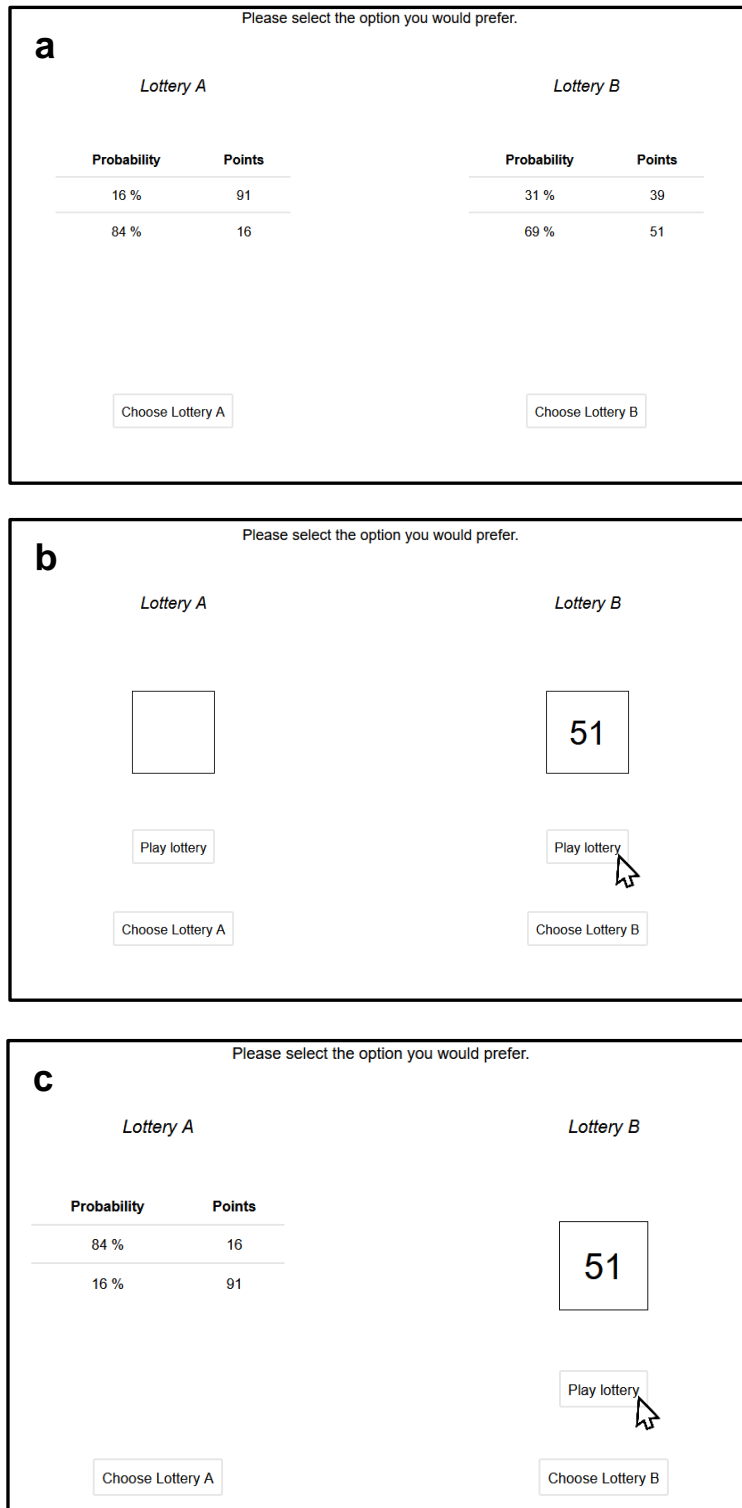 Please select the option you would prefer.
a
Lottery A Lottery B
Probability Points Probability Points
16 % 91 31 % 39
84 % 16 69 % 51
Choose Lottery A Choose Lottery B
Please select the option you would prefer.
b
Lottery A Lottery B
51
Play lottery Play lottery
Choose Lottery A Choose Lottery B
Please select the option you would prefer.
c
Lottery A Lottery B
Probability Points
84 % 16
51
16 % 91
Play lottery
Choose Lottery A Choose Lottery B